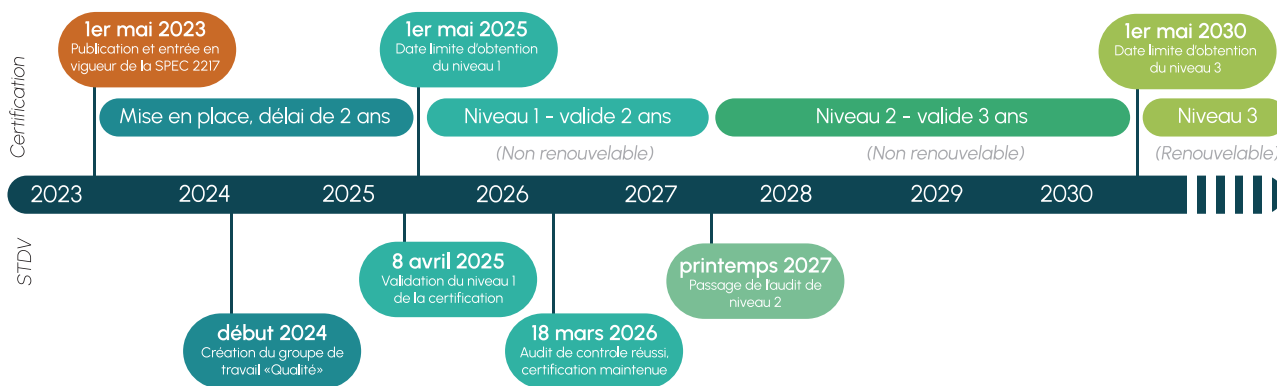 1er mai 2023
Publication et entrée en
vigueur de la SPEC 2217
1er mai 2025
Date limite d'obtention
du niveau 1
1er mai 2030
Date limite d'obtention
du niveau 3
Certification
Mise en place, délai de 2 ans
Niveau 1 - valide 2 ans
Niveau 2 - valide 3 ans
Niveau 3
(Non renouvelable)
(Non renouvelable)
(Renouvelable)
2023
2024
2025
2026
2027
2028
2029
2030
STDV
8 avril 2025
Validation du niveau 1
de la certification
printemps 2027
Passage de l'audit de
niveau 2
début 2024
Création du groupe de
travail «Qualité»
18 mars 2026
Audit de controle réussi,
certification maintenue